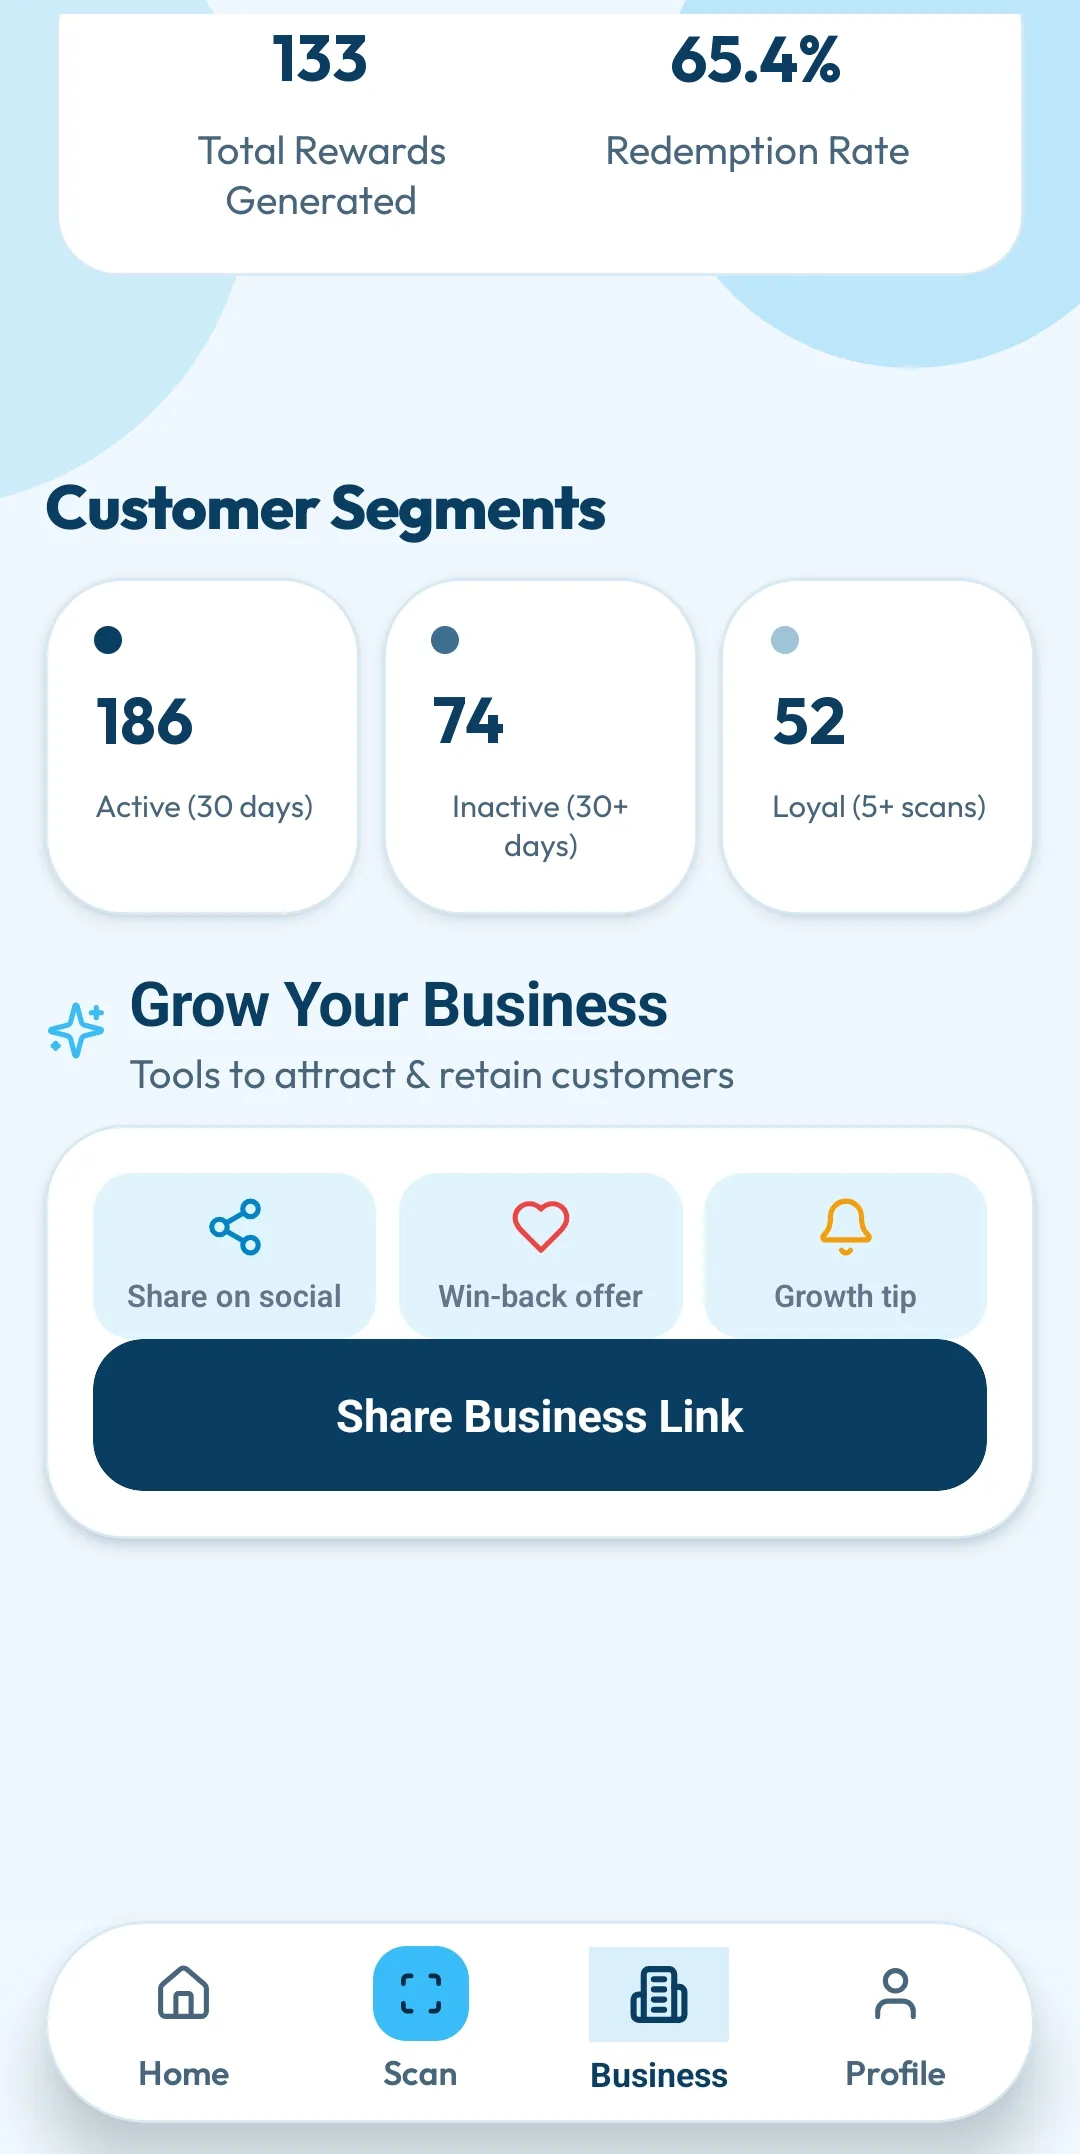 133
65.4%
Total Rewards
Generated
Redemption Rate
Customer Segments
186
74
52
Active (30 days)
Inactive (30+
days)
Loyal (5+ scans)
Grow Your Business
Tools to attract & retain customers
Share on social
Win-back offer
Growth tip
Share Business Link
Home
Scan
Business
Profile